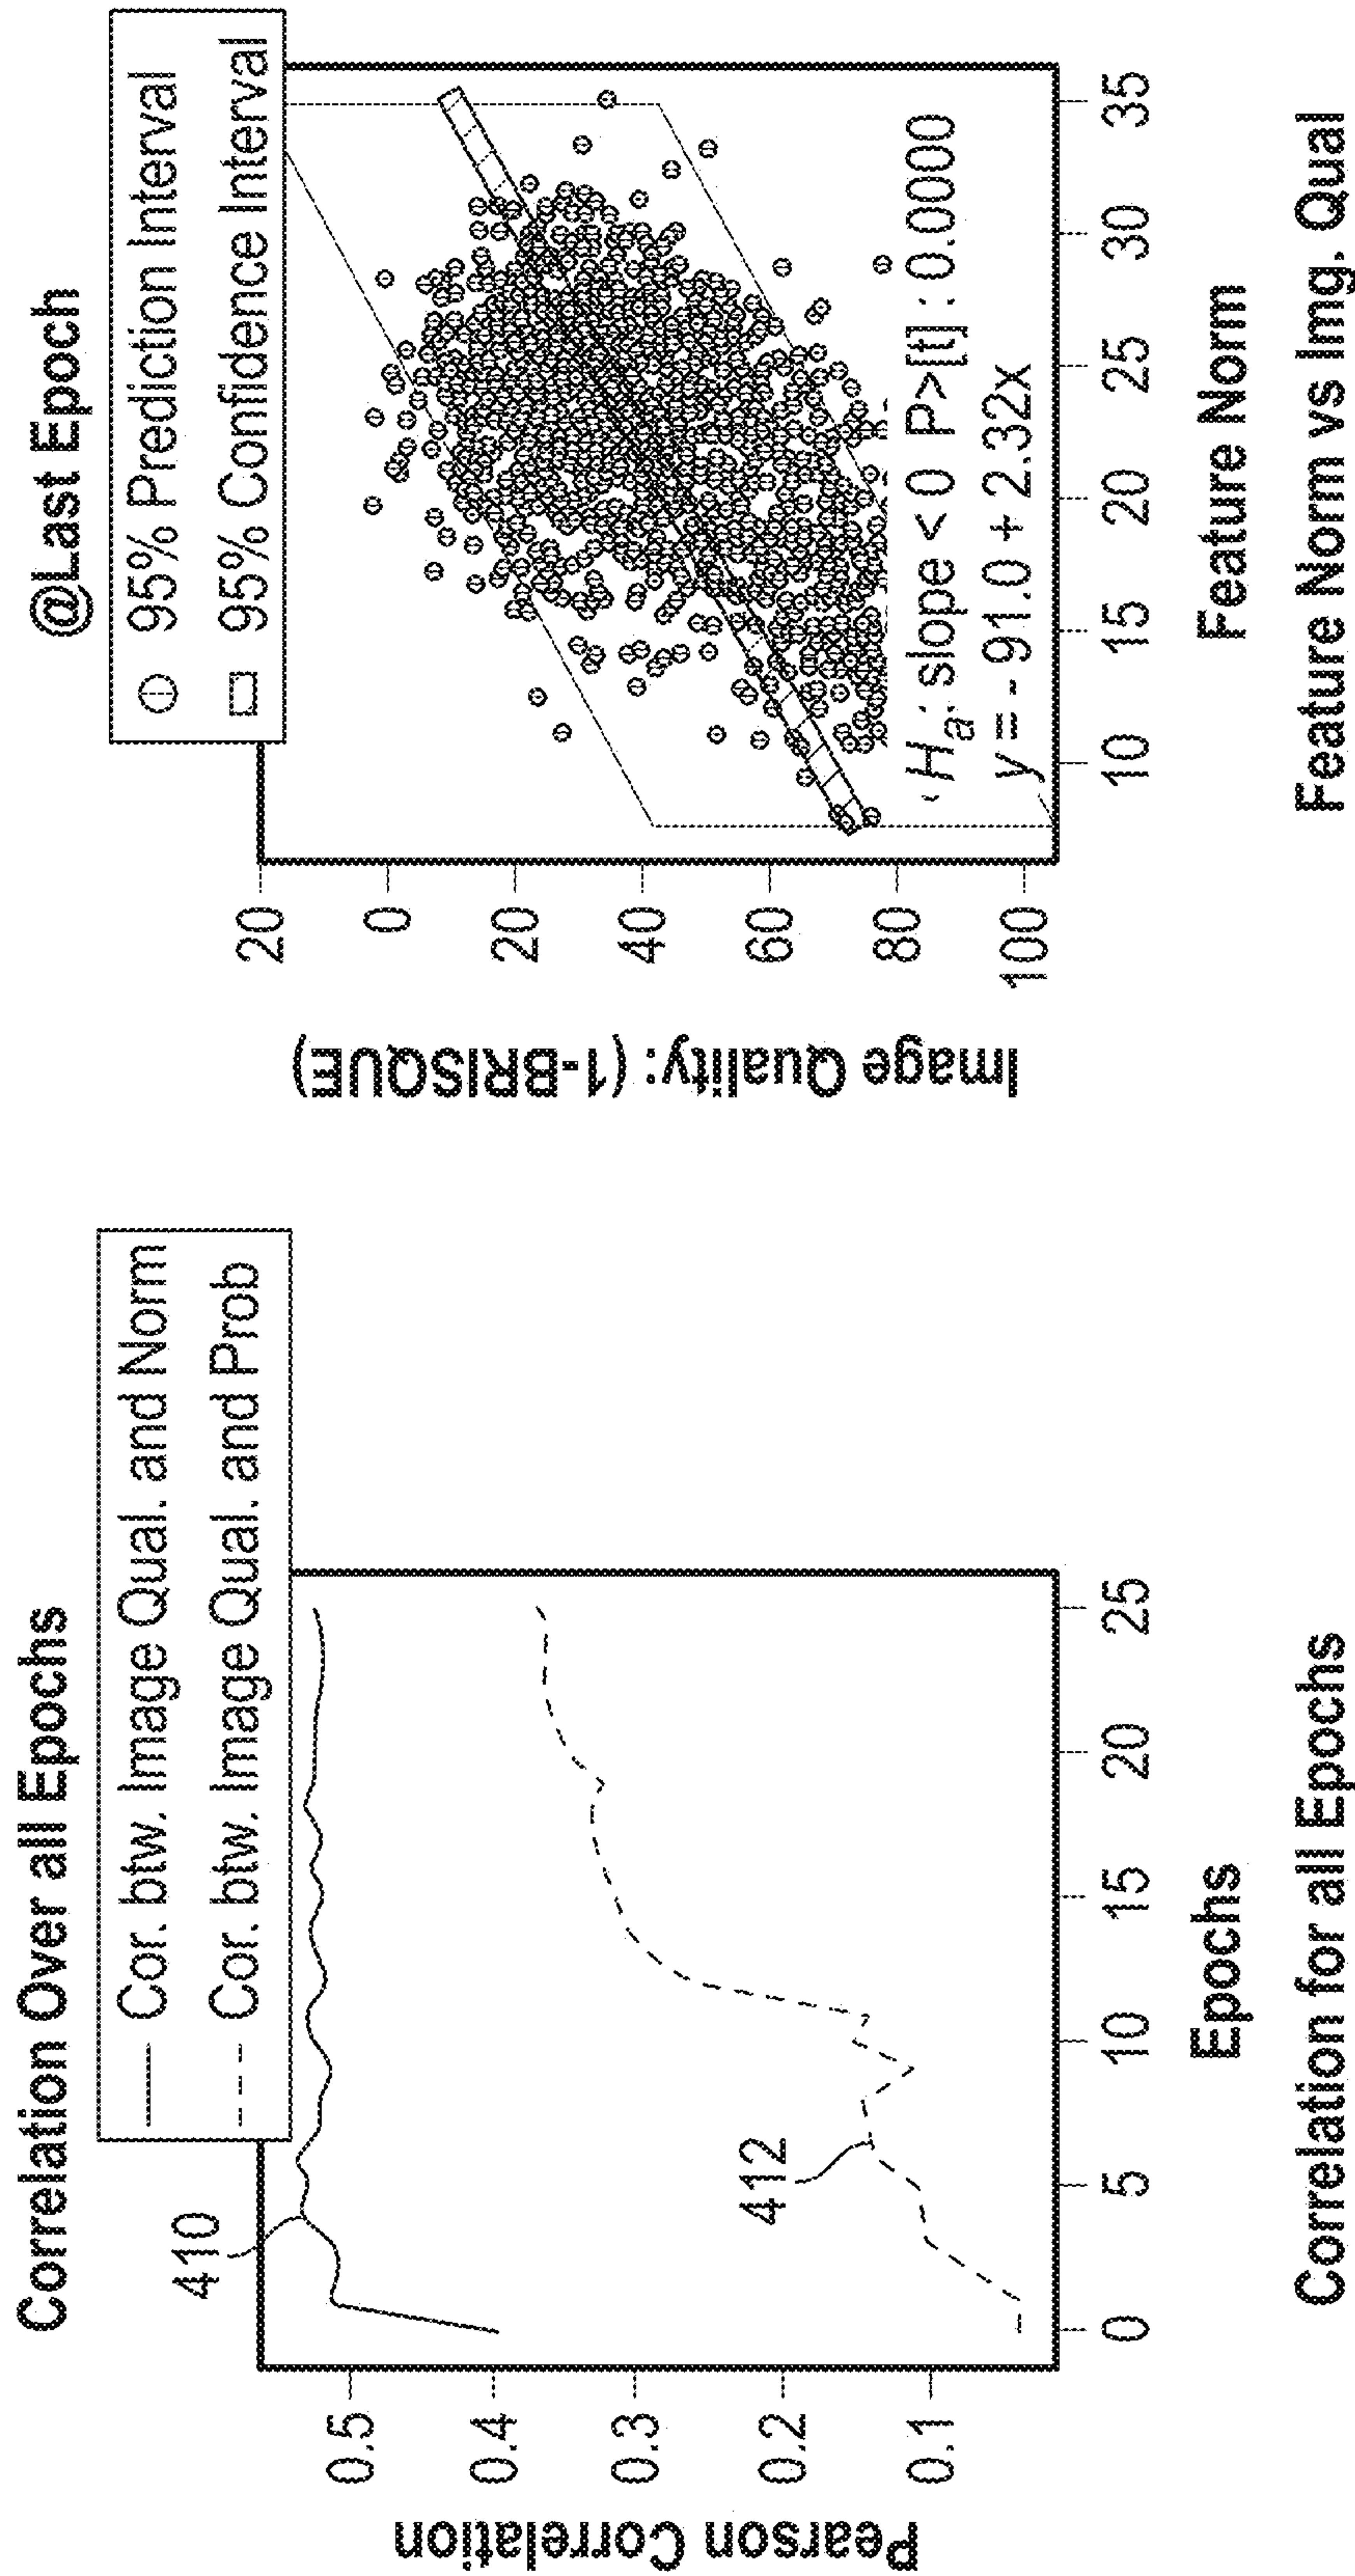 Correlation Over all Epochs
Cor. btw. Image Qual. and Norm
Cor. btw. Image Qual. and Prob
410
412
Pearson Correlation
0.5
0.4
0.3
0.2
0.1
0 5 10 15 20 25
Epochs
Correlation for all Epochs
@Last Epoch
95% Prediction Interval
95% Confidence Interval
Image Quality: (1-BRISQUE)
20
0
20
40
60
80
100
Ha: slope < 0 P>[t] : 0.0000
y = - 91.0 + 2.32x
10 15 20 25 30 35
Feature Norm
Feature Norm vs Img. Qual